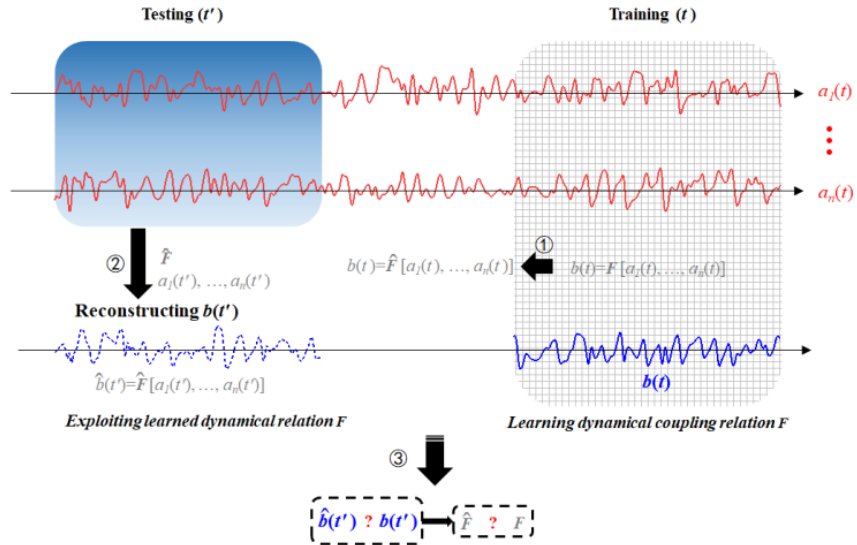 Testing (t′) Training (t)
a₁(t)
aₙ(t)
① 
b(t)=F̂ [a₁(t), …, aₙ(t)] b(t)=F [a₁(t), …, aₙ(t)]
② F̂
a₁(t′), …, aₙ(t′)
Reconstructing b(t′)
b(t)
b̂(t′)=F̂ [a₁(t′), …, aₙ(t′)]
Exploiting learned dynamical relation F Learning dynamical coupling relation F
③
b̂(t′) ? b(t′) F̂ ? F